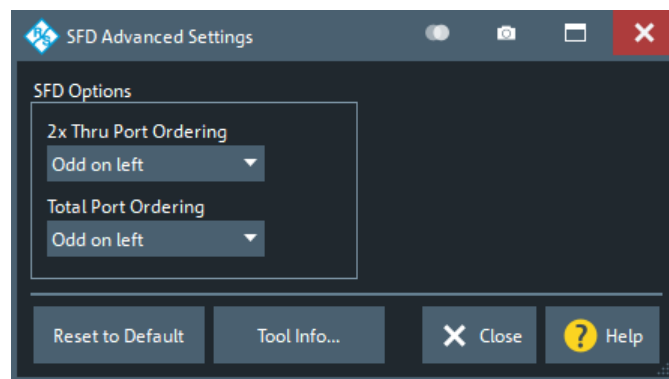 R S
SFD Advanced Settings
SFD Options
2x Thru Port Ordering
Odd on left
Total Port Ordering
Odd on left
Reset to Default
Tool Info...
Close
? Help